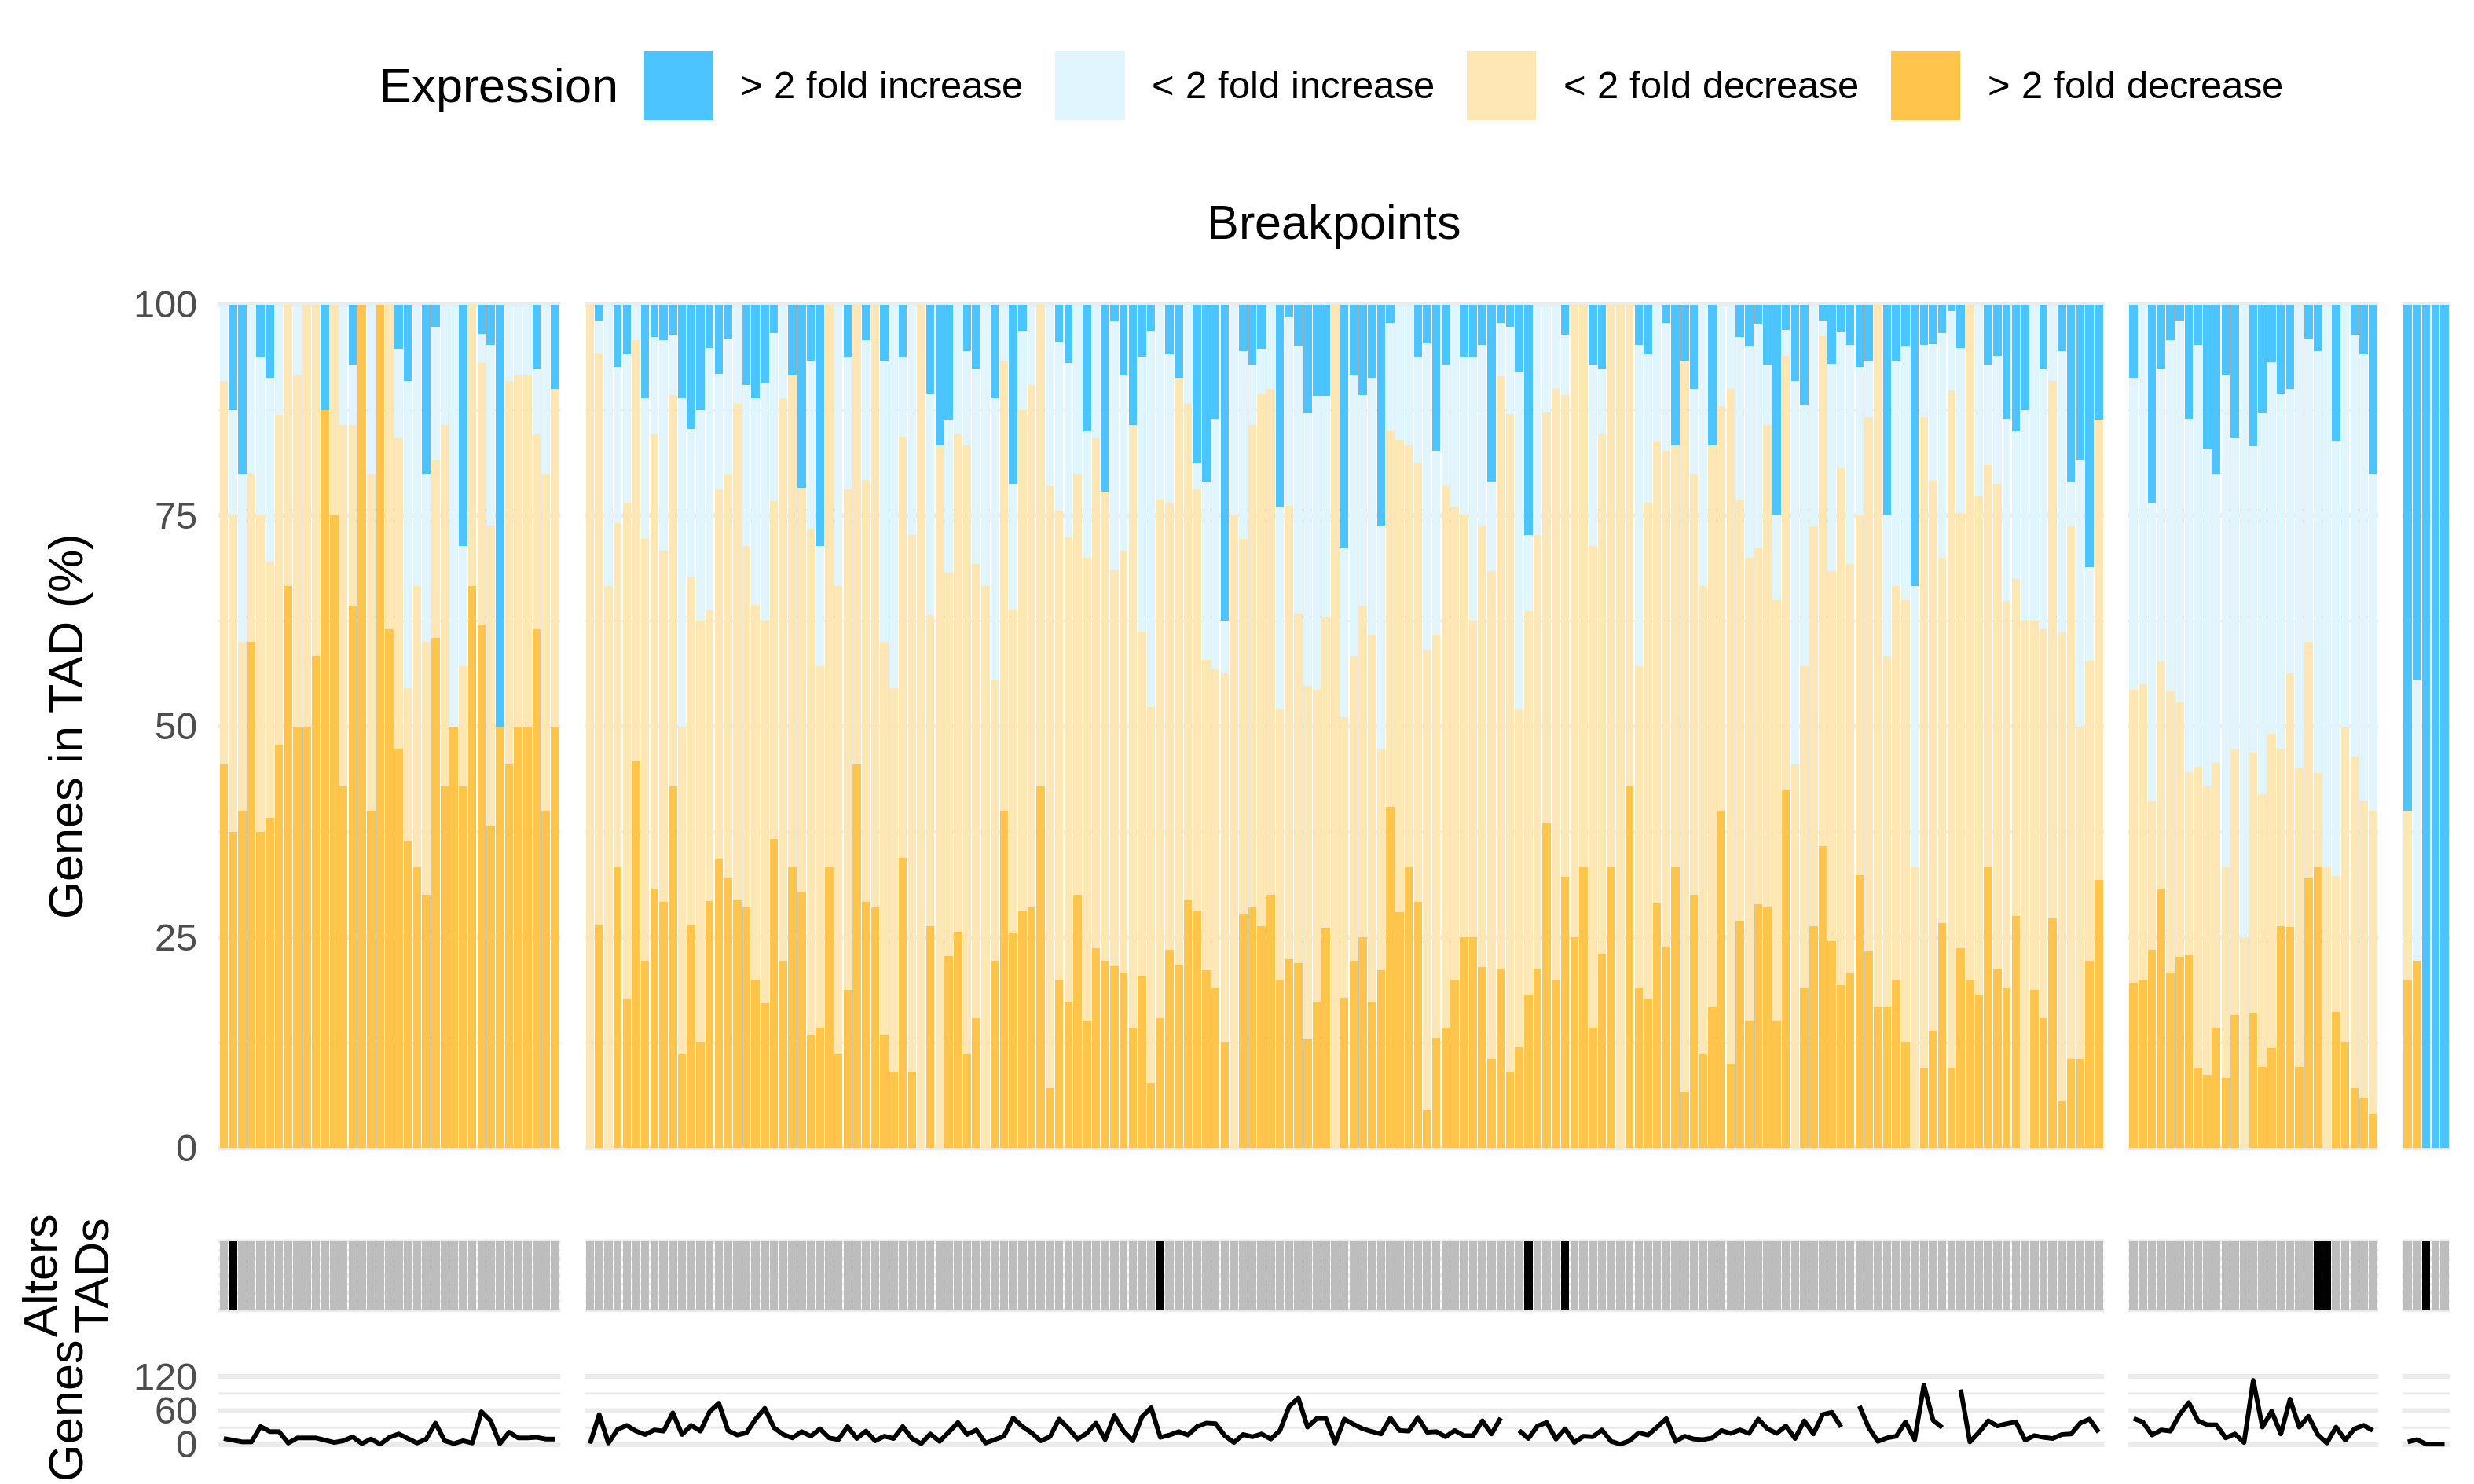 Expression > 2 fold increase < 2 fold increase < 2 fold decrease > 2 fold decrease
Breakpoints
Genes in TAD (%)
100
75
50
25
0
Alters
TADs
Genes
120
60
0